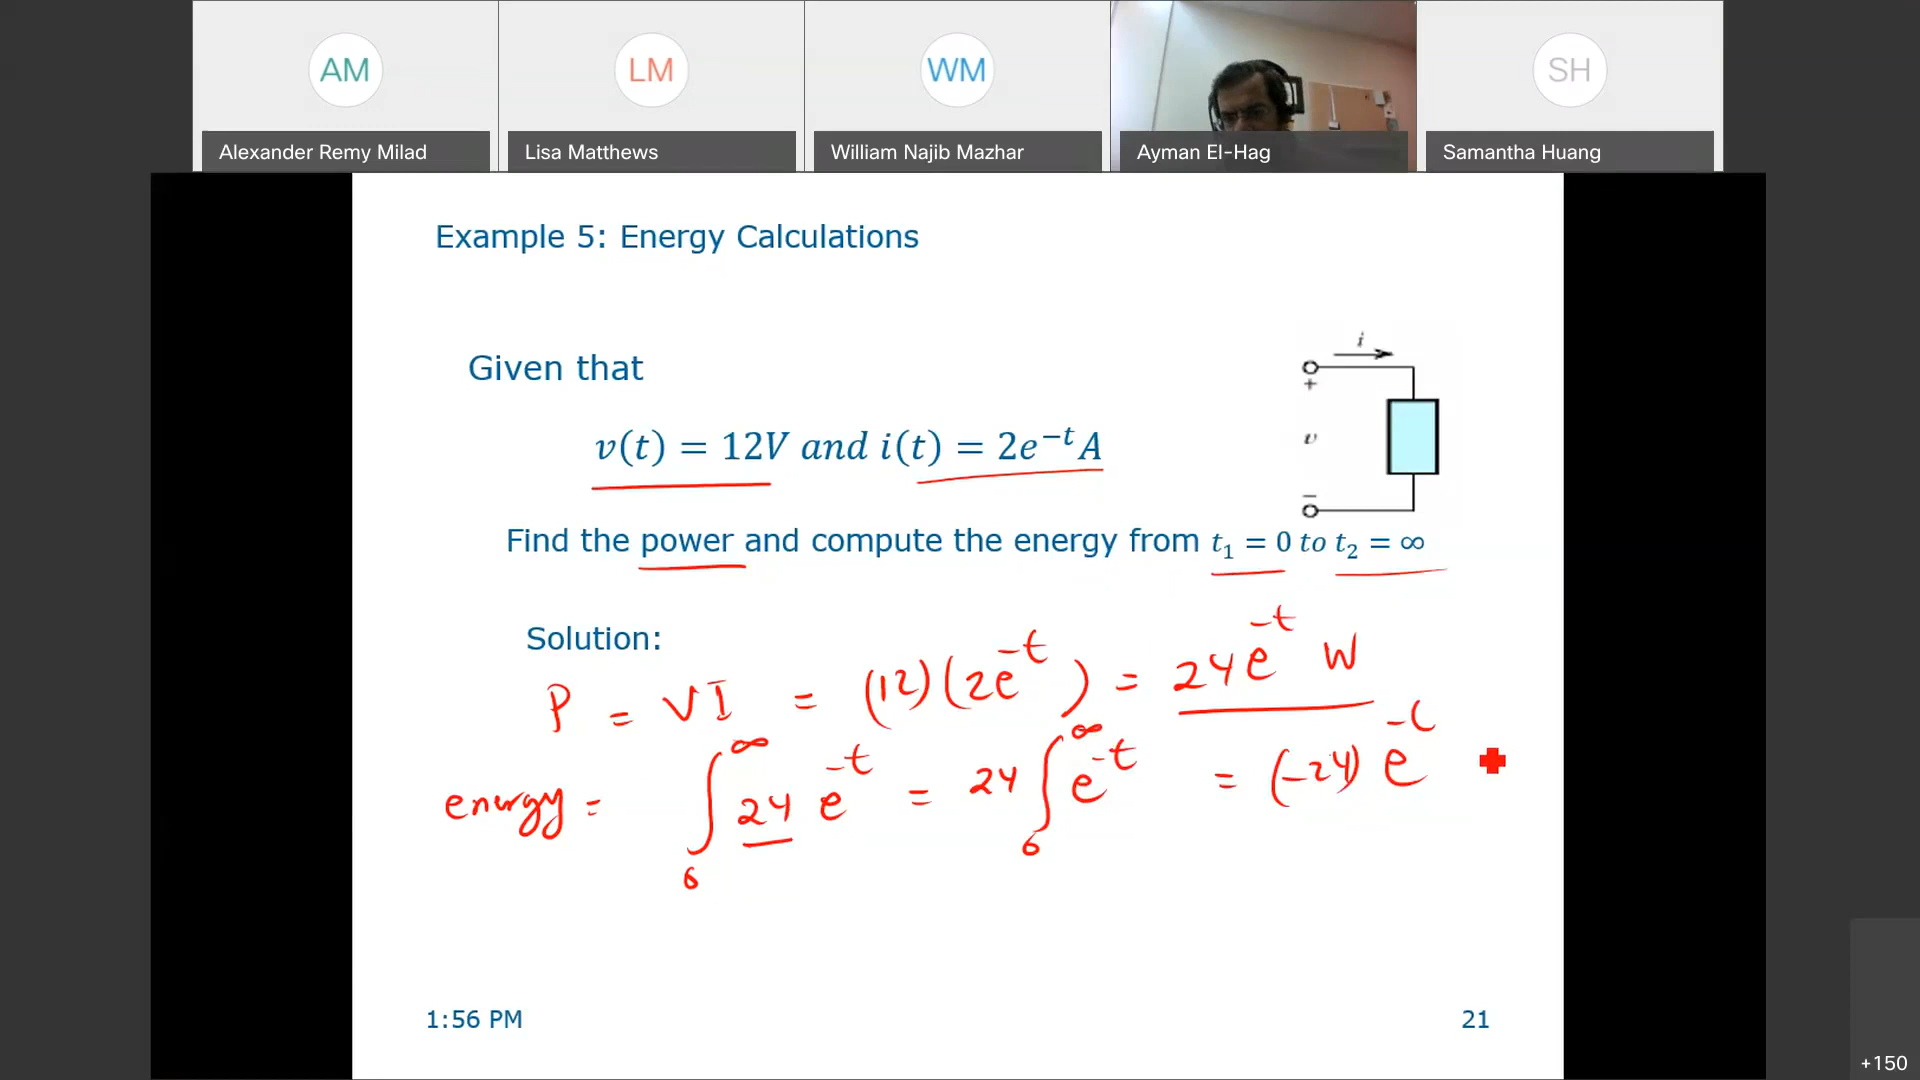 AM
LM
WM
SH
Alexander Remy Milad
Lisa Matthews
William Najib Mazhar
Ayman El-Hag
Samantha Huang
Example 5: Energy Calculations
Given that
v(t) = 12V and i(t) = 2e^{-t} A
i
+
v
−
Find the power and compute the energy from t₁ = 0 to t₂ = ∞
Solution:
P = VI = (12)(2e^{-t}) = 24e^{-t} W
energy = ∫₀^∞ 24 e^{-t} = 24 ∫₀^∞ e^{-t} = (-24) e^{-t}
1:56 PM
21
+150